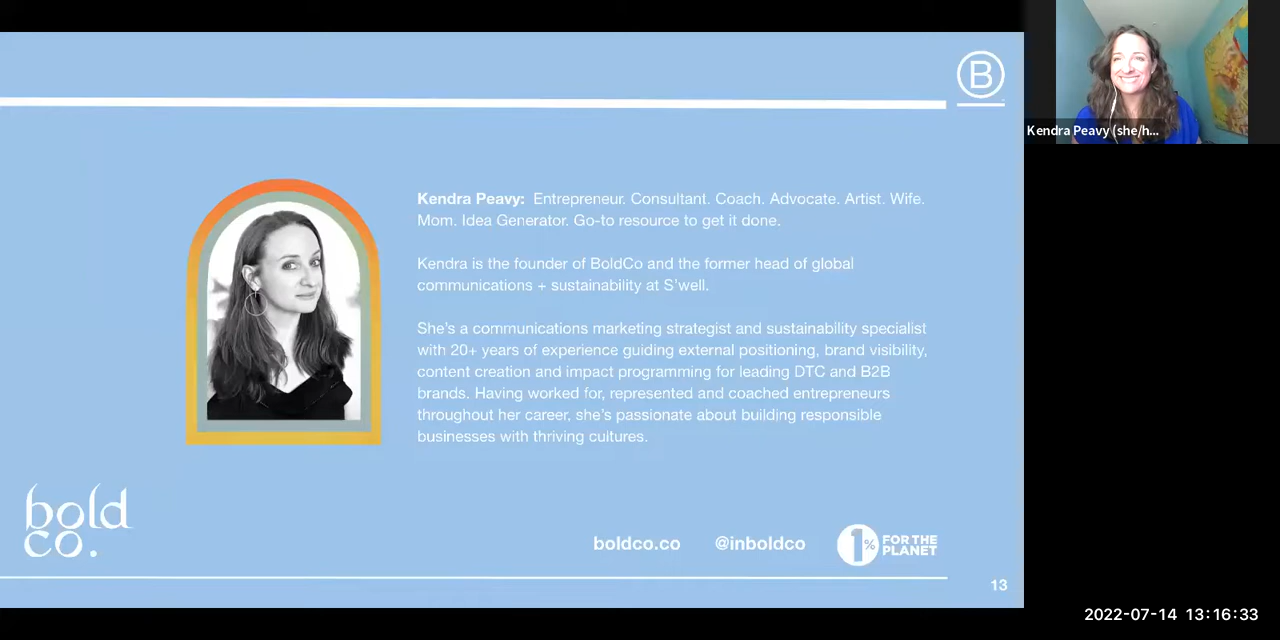 B
Kendra Peavy (she/h...
Kendra Peavy: Entrepreneur. Consultant. Coach. Advocate. Artist. Wife.
Mom. Idea Generator. Go-to resource to get it done.
Kendra is the founder of BoldCo and the former head of global
communications + sustainability at S'well.
She's a communications marketing strategist and sustainability specialist
with 20+ years of experience guiding external positioning, brand visibility,
content creation and impact programming for leading DTC and B2B
brands. Having worked for, represented and coached entrepreneurs
throughout her career, she's passionate about building responsible
businesses with thriving cultures.
bold
co.
boldco.co
@inboldco
1%
FOR THE
PLANET
13
2022-07-14 13:16:33